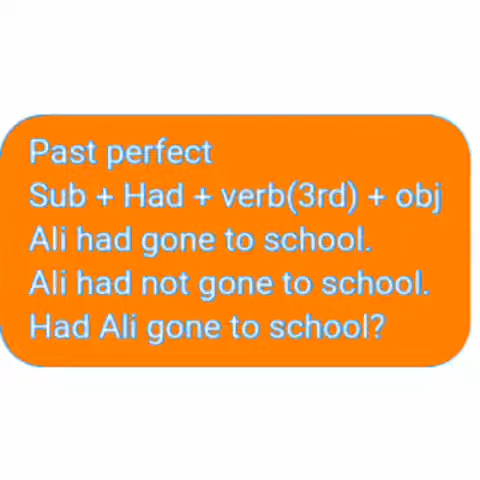 Past perfect
Sub + Had + verb(3rd) + obj
Ali had gone to school.
Ali had not gone to school.
Had Ali gone to school?